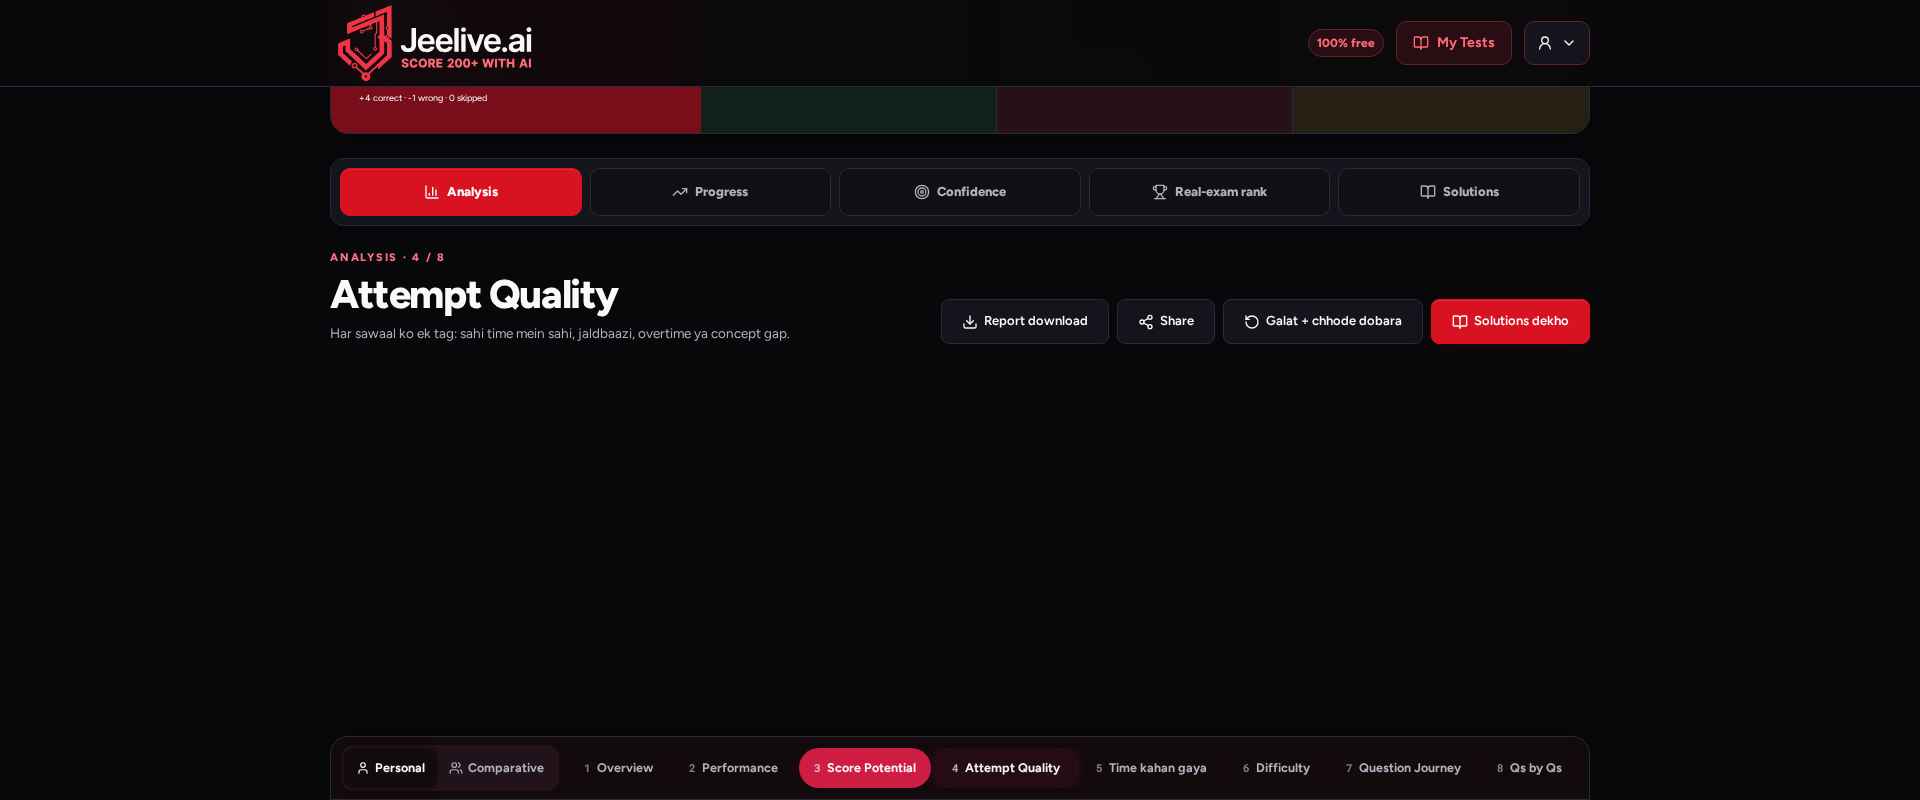 Jeelive.ai
SCORE 200+ WITH AI
100% free
My Tests
+4 correct · -1 wrong · 0 skipped
Analysis
Progress
Confidence
Real-exam rank
Solutions
ANALYSIS · 4 / 8
Attempt Quality
Har sawaal ko ek tag: sahi time mein sahi, jaldbaazi, overtime ya concept gap.
Report download
Share
Galat + chhode dobara
Solutions dekho
Personal
Comparative
1 Overview
2 Performance
3 Score Potential
4 Attempt Quality
5 Time kahan gaya
6 Difficulty
7 Question Journey
8 Qs by Qs